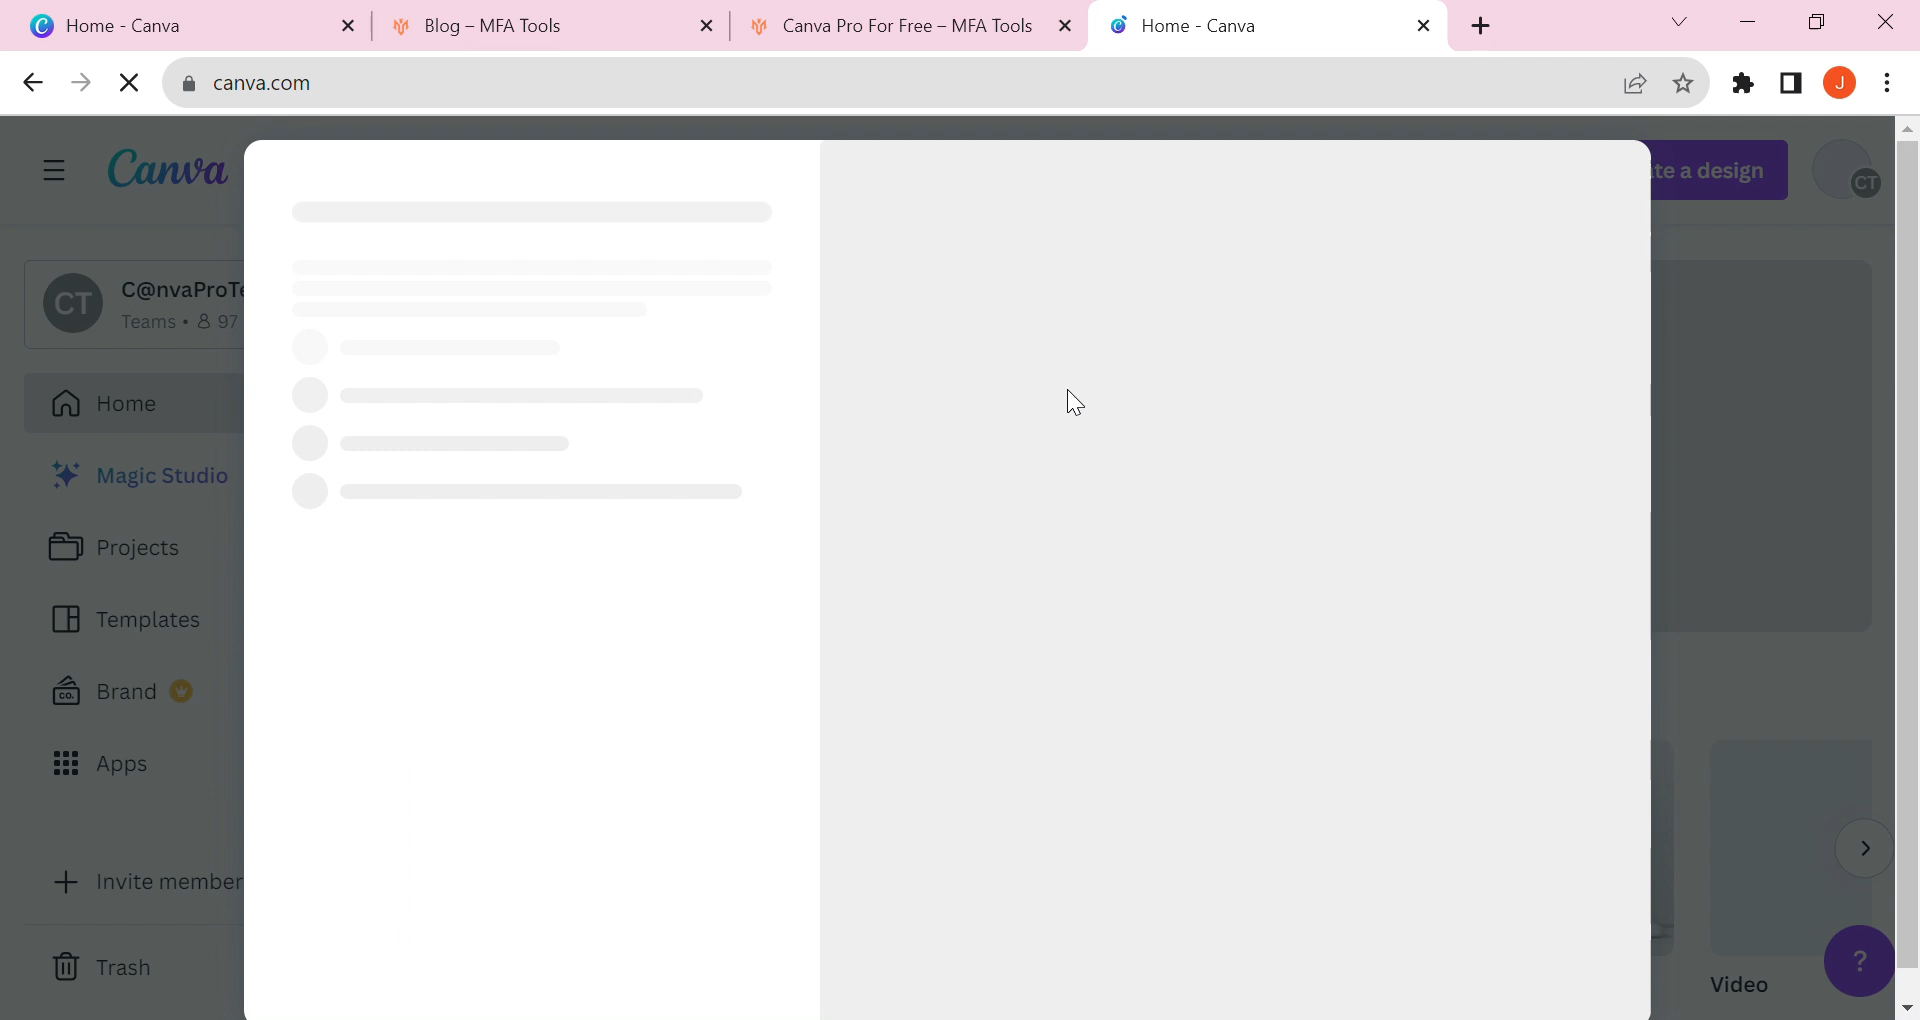 Home - Canva
Blog – MFA Tools
Canva Pro For Free – MFA Tools
Home - Canva
canva.com
J
Canva
te a design
CT
CT
C@nvaProTe
Teams • 97
Home
Magic Studio
Projects
Templates
CO.
Brand
Apps
Invite member
Trash
Video
?